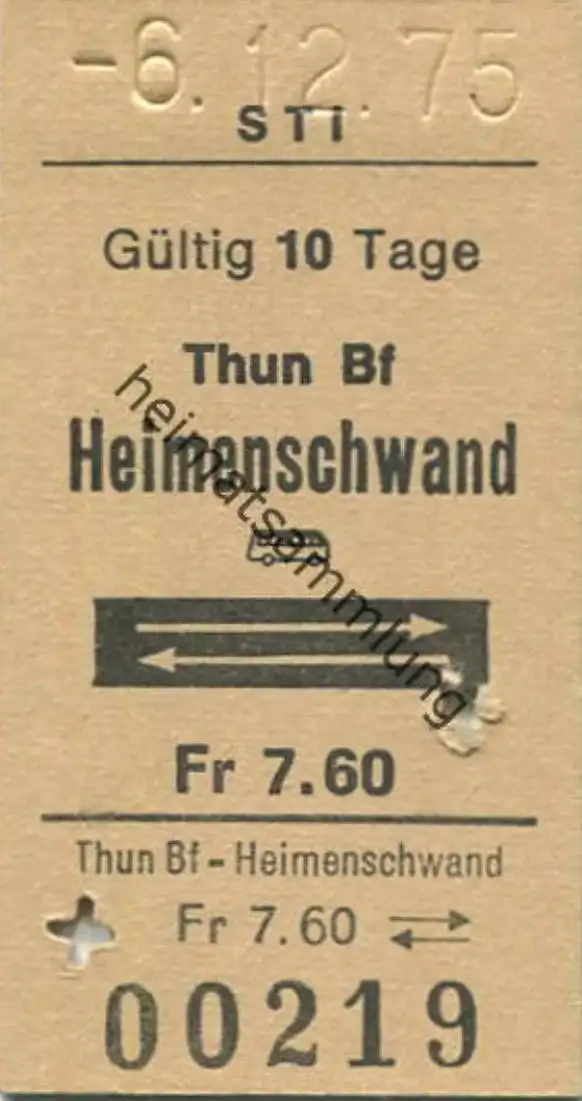 -6.12.75
STI
Gültig 10 Tage
Thun Bf
Heimenschwand
heimatsammlung
Fr 7.60
Thun Bf - Heimenschwand
Fr 7.60
00219